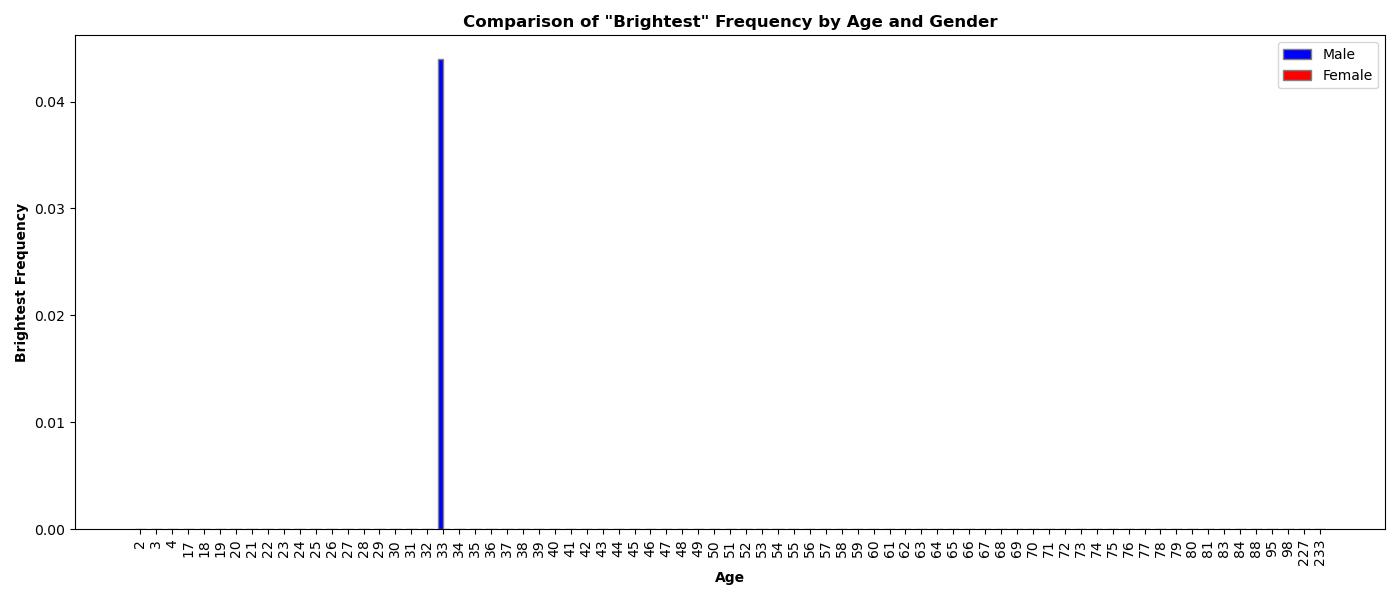 Comparison of "Brightest" Frequency by Age and Gender
Male
Female
Brightest Frequency
0.04
0.03
0.02
0.01
0.00
2 3 4 17 18 19 20 21 22 23 24 25 26 27 28 29 30 31 32 33 34 35 36 37 38 39 40 41 42 43 44 45 46 47 48 49 50 51 52 53 54 55 56 57 58 59 60 61 62 63 64 65 66 67 68 69 70 71 72 73 74 75 76 77 78 79 80 81 83 84 88 95 98 227 233
Age